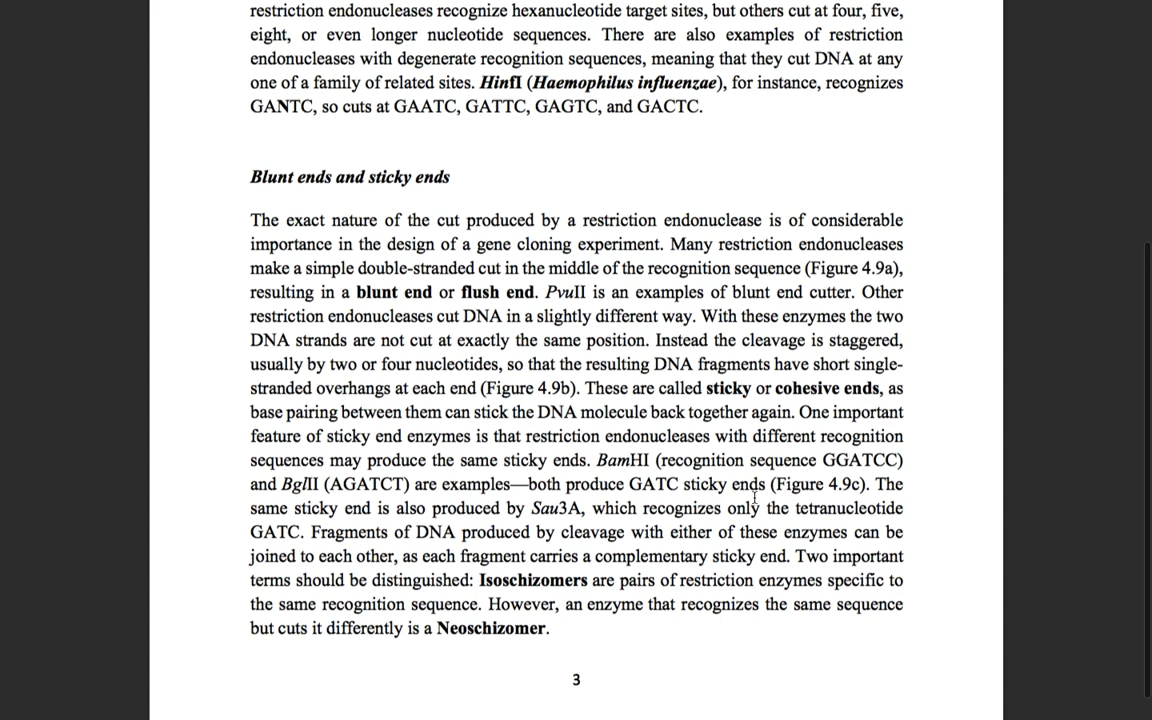 restriction endonucleases recognize hexanucleotide target sites, but others cut at four, five,
eight, or even longer nucleotide sequences. There are also examples of restriction
endonucleases with degenerate recognition sequences, meaning that they cut DNA at any
one of a family of related sites. HinfI (Haemophilus influenzae), for instance, recognizes
GANTC, so cuts at GAATC, GATTC, GAGTC, and GACTC.
Blunt ends and sticky ends
The exact nature of the cut produced by a restriction endonuclease is of considerable
importance in the design of a gene cloning experiment. Many restriction endonucleases
make a simple double-stranded cut in the middle of the recognition sequence (Figure 4.9a),
resulting in a blunt end or flush end. PvuII is an examples of blunt end cutter. Other
restriction endonucleases cut DNA in a slightly different way. With these enzymes the two
DNA strands are not cut at exactly the same position. Instead the cleavage is staggered,
usually by two or four nucleotides, so that the resulting DNA fragments have short single-
stranded overhangs at each end (Figure 4.9b). These are called sticky or cohesive ends, as
base pairing between them can stick the DNA molecule back together again. One important
feature of sticky end enzymes is that restriction endonucleases with different recognition
sequences may produce the same sticky ends. BamHI (recognition sequence GGATCC)
and BglII (AGATCT) are examples—both produce GATC sticky ends (Figure 4.9c). The
same sticky end is also produced by Sau3A, which recognizes only the tetranucleotide
GATC. Fragments of DNA produced by cleavage with either of these enzymes can be
joined to each other, as each fragment carries a complementary sticky end. Two important
terms should be distinguished: Isoschizomers are pairs of restriction enzymes specific to
the same recognition sequence. However, an enzyme that recognizes the same sequence
but cuts it differently is a Neoschizomer.
3